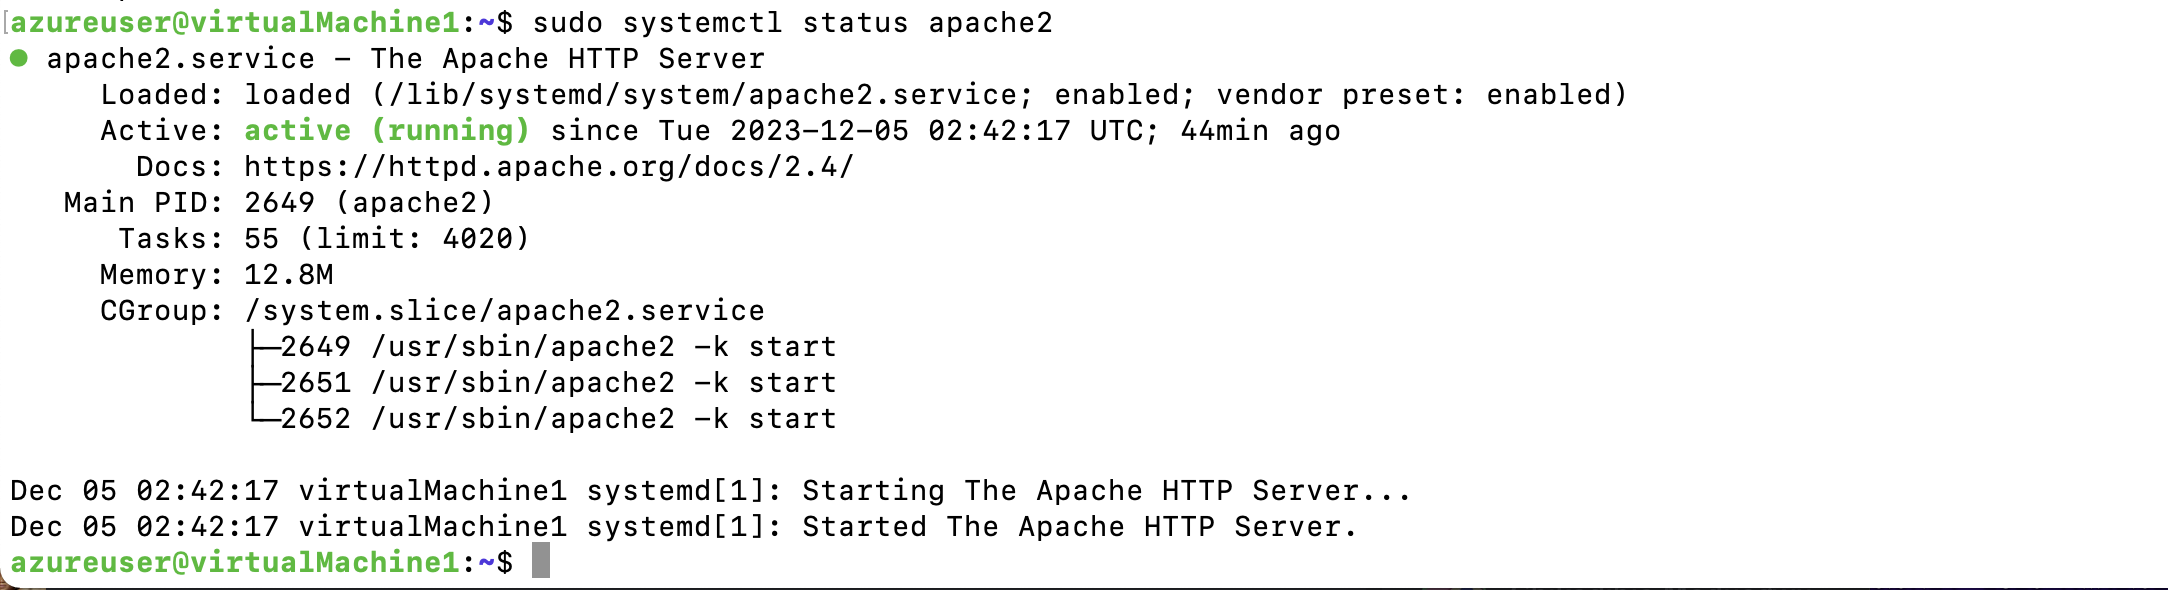 [azureuser@virtualMachine1:~$ sudo systemctl status apache2
● apache2.service – The Apache HTTP Server
     Loaded: loaded (/lib/systemd/system/apache2.service; enabled; vendor preset: enabled)
     Active: active (running) since Tue 2023–12–05 02:42:17 UTC; 44min ago
       Docs: https://httpd.apache.org/docs/2.4/
   Main PID: 2649 (apache2)
      Tasks: 55 (limit: 4020)
     Memory: 12.8M
     CGroup: /system.slice/apache2.service
             ├─2649 /usr/sbin/apache2 –k start
             ├─2651 /usr/sbin/apache2 –k start
             └─2652 /usr/sbin/apache2 –k start
Dec 05 02:42:17 virtualMachine1 systemd[1]: Starting The Apache HTTP Server...
Dec 05 02:42:17 virtualMachine1 systemd[1]: Started The Apache HTTP Server.
azureuser@virtualMachine1:~$